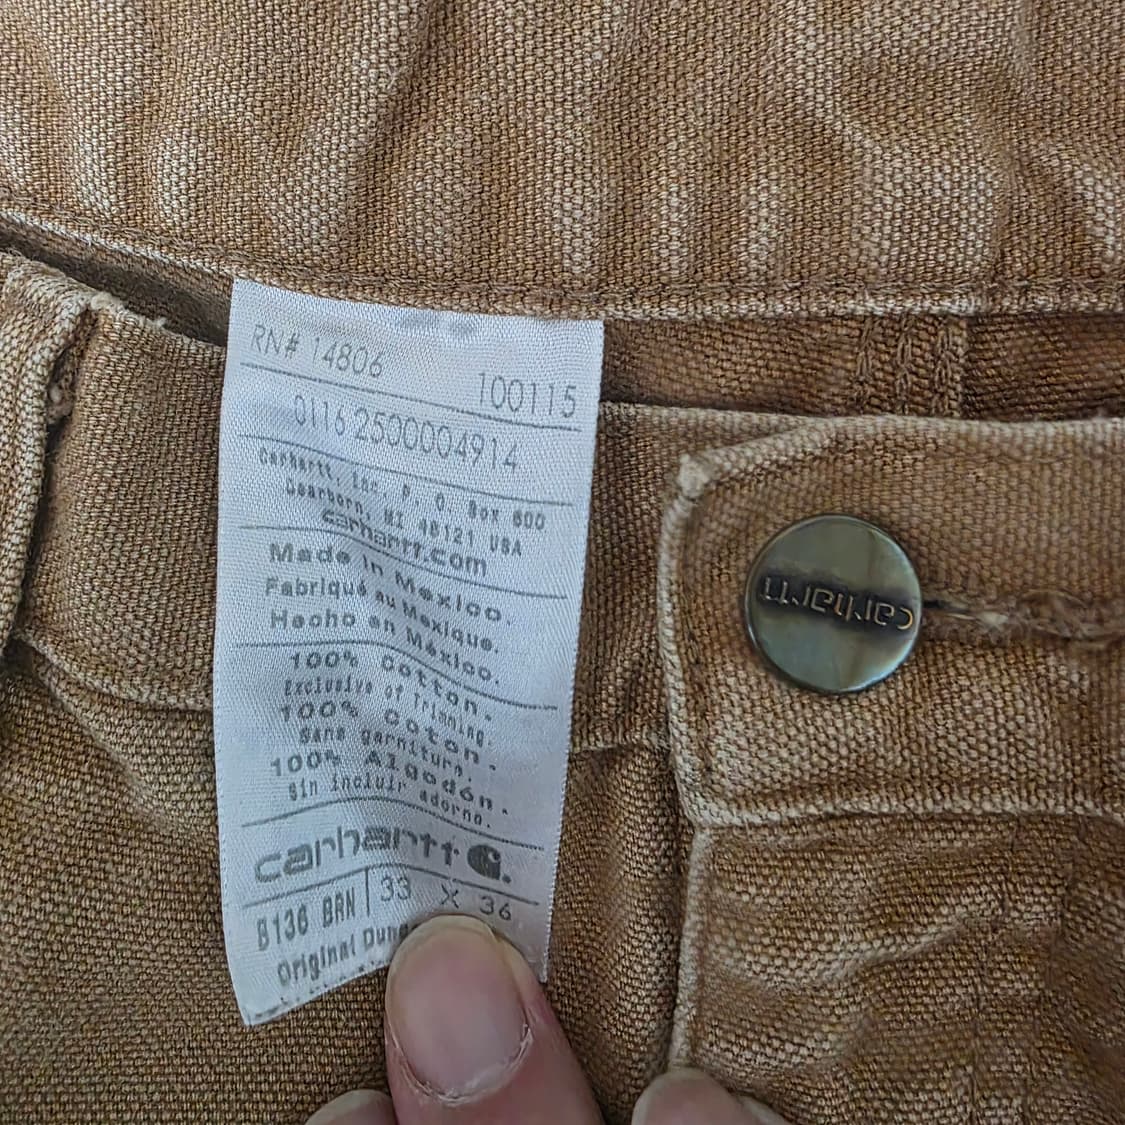 RN# 14806
100115
0116 2500004914
Carhartt, Inc. P. O. Box 600
Dearborn, MI 48121 USA
carhartt.com
Made in Mexico.
Fabriqué au Mexique.
Hecho en México.
100% Cotton.
Exclusive of Trimming.
100% Coton.
Sans garniture.
100% Algodón.
Sin incluir adorno.
carhartt
B136 BRN 33 X 36
Original
carhartt